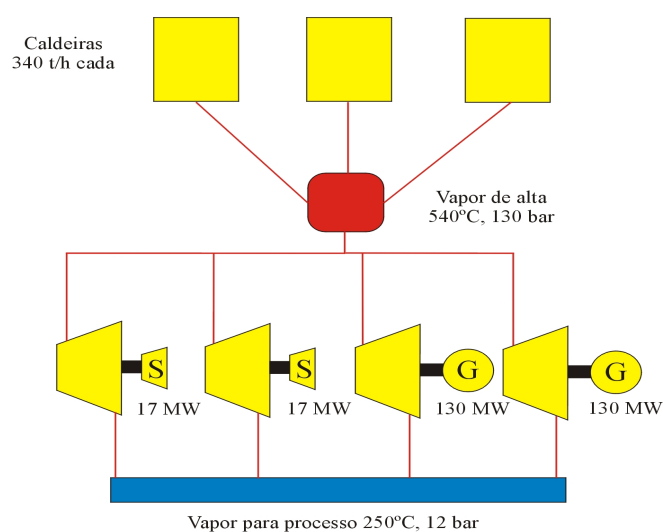 Caldeiras
340 t/h cada
Vapor de alta
540ºC, 130 bar
S
S
G
G
17 MW
17 MW
130 MW
130 MW
Vapor para processo 250ºC, 12 bar